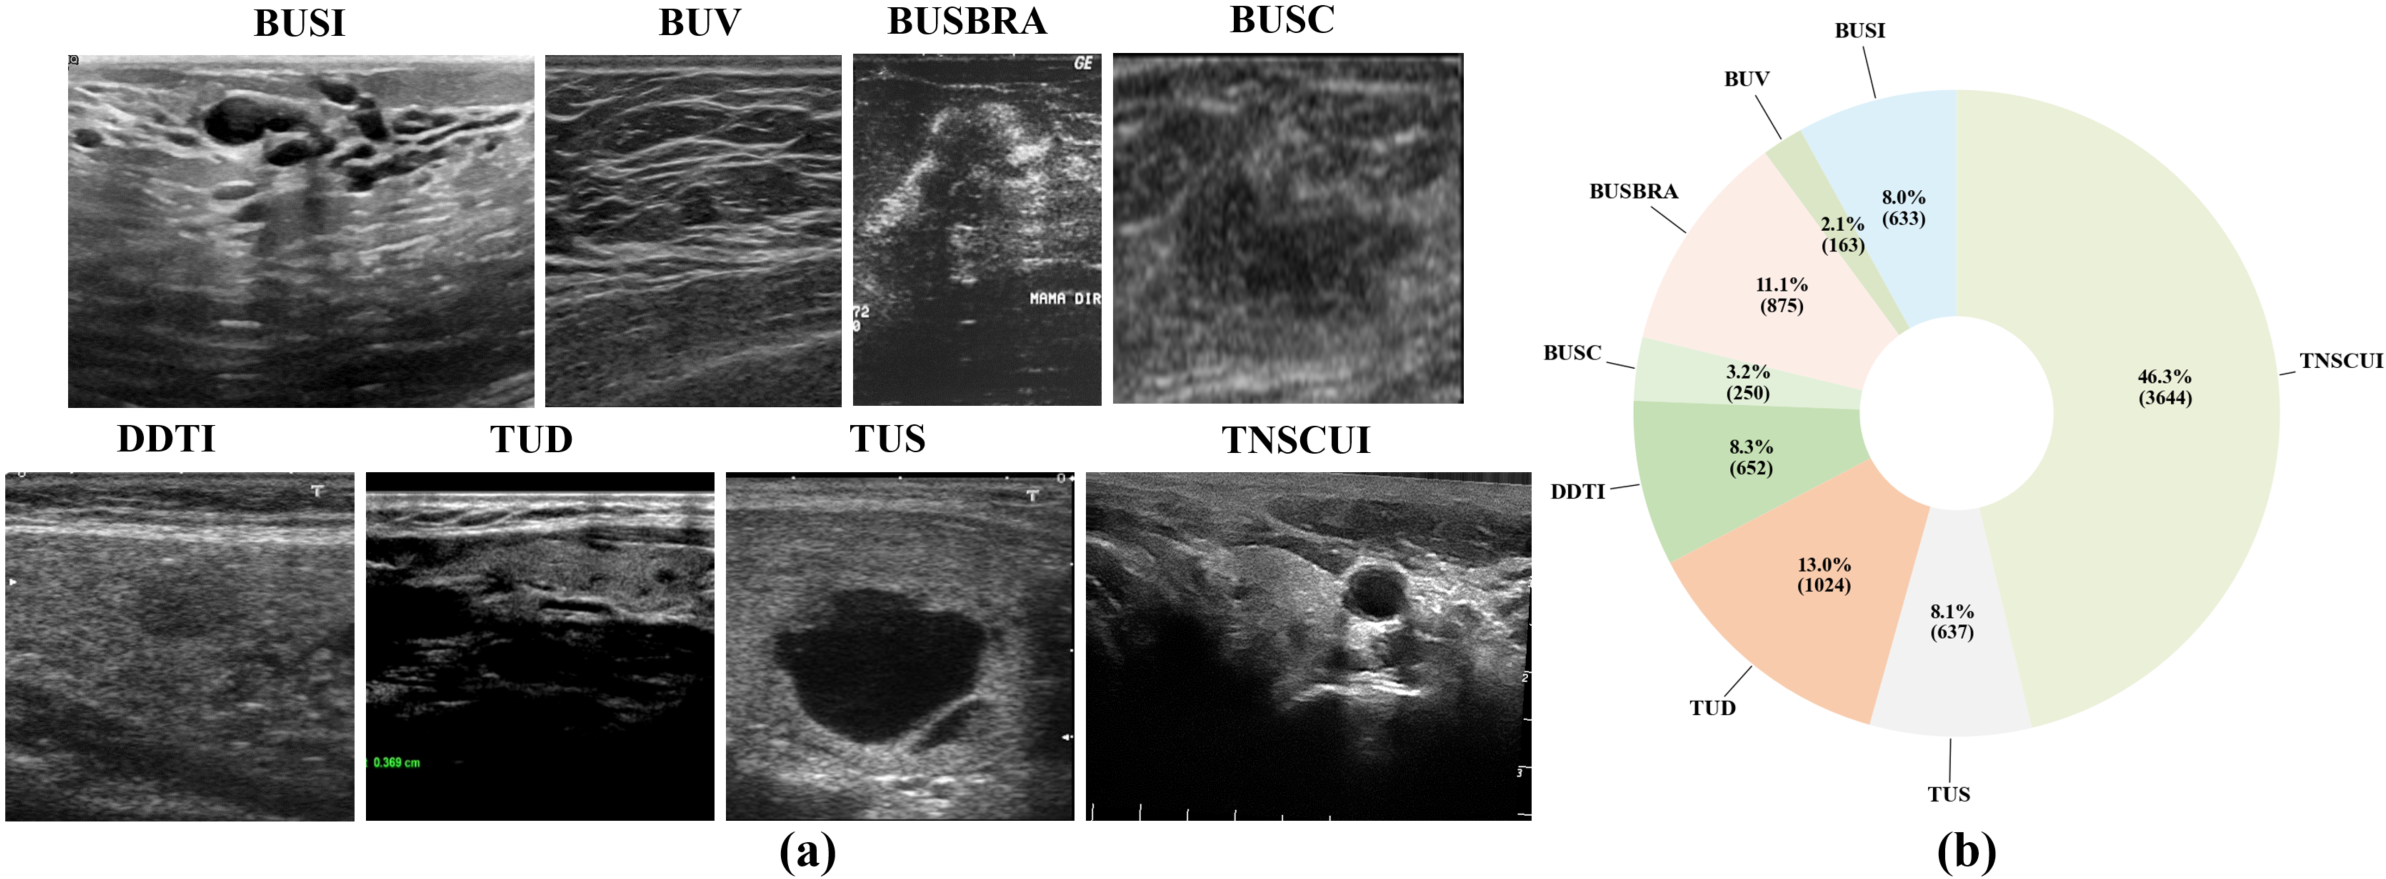 BUSI
BUV
BUSBRA
BUSC
GE
MAMA DIR
72
0
DDTI
TUD
TUS
TNSCUI
T
0.369 cm
0
T
2
3
(a)
BUSI
BUV
BUSBRA
BUSC
DDTI
TUD
TUS
TNSCUI
8.0%
(633)
2.1%
(163)
11.1%
(875)
3.2%
(250)
8.3%
(652)
13.0%
(1024)
8.1%
(637)
46.3%
(3644)
(b)